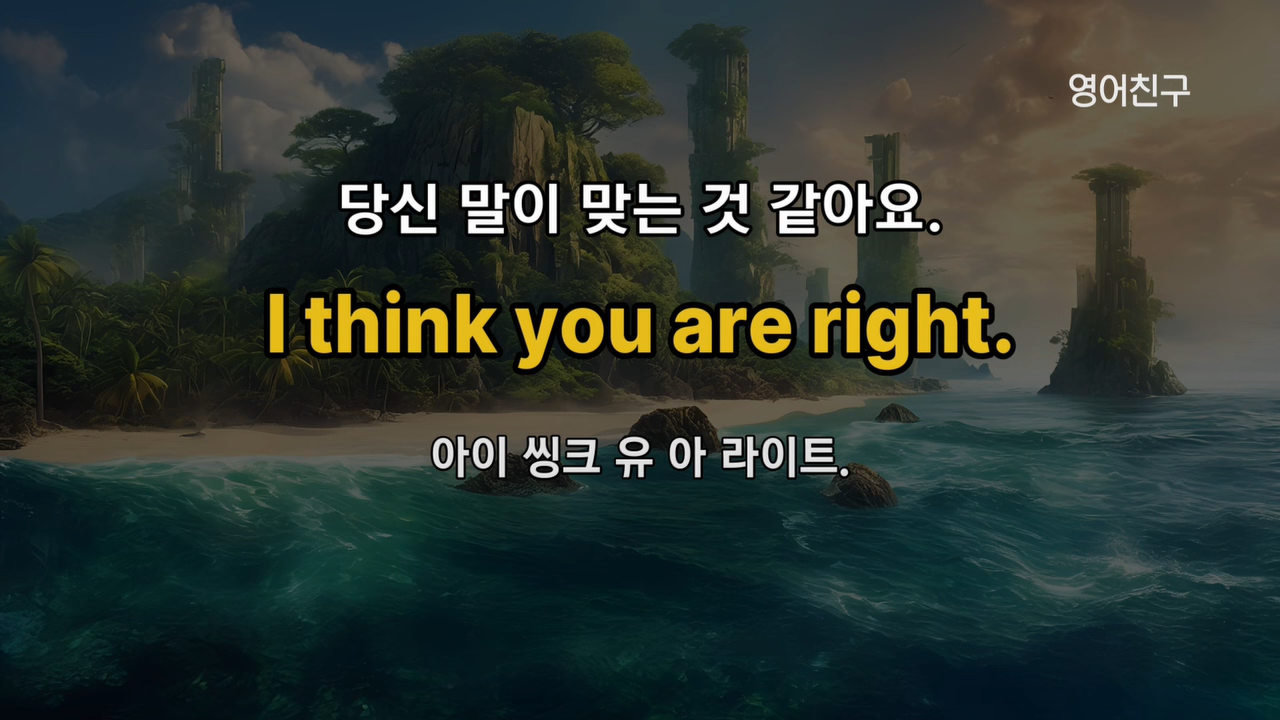 영어친구
당신 말이 맞는 것 같아요.
I think you are right.
아이 씽크 유 아 라이트.